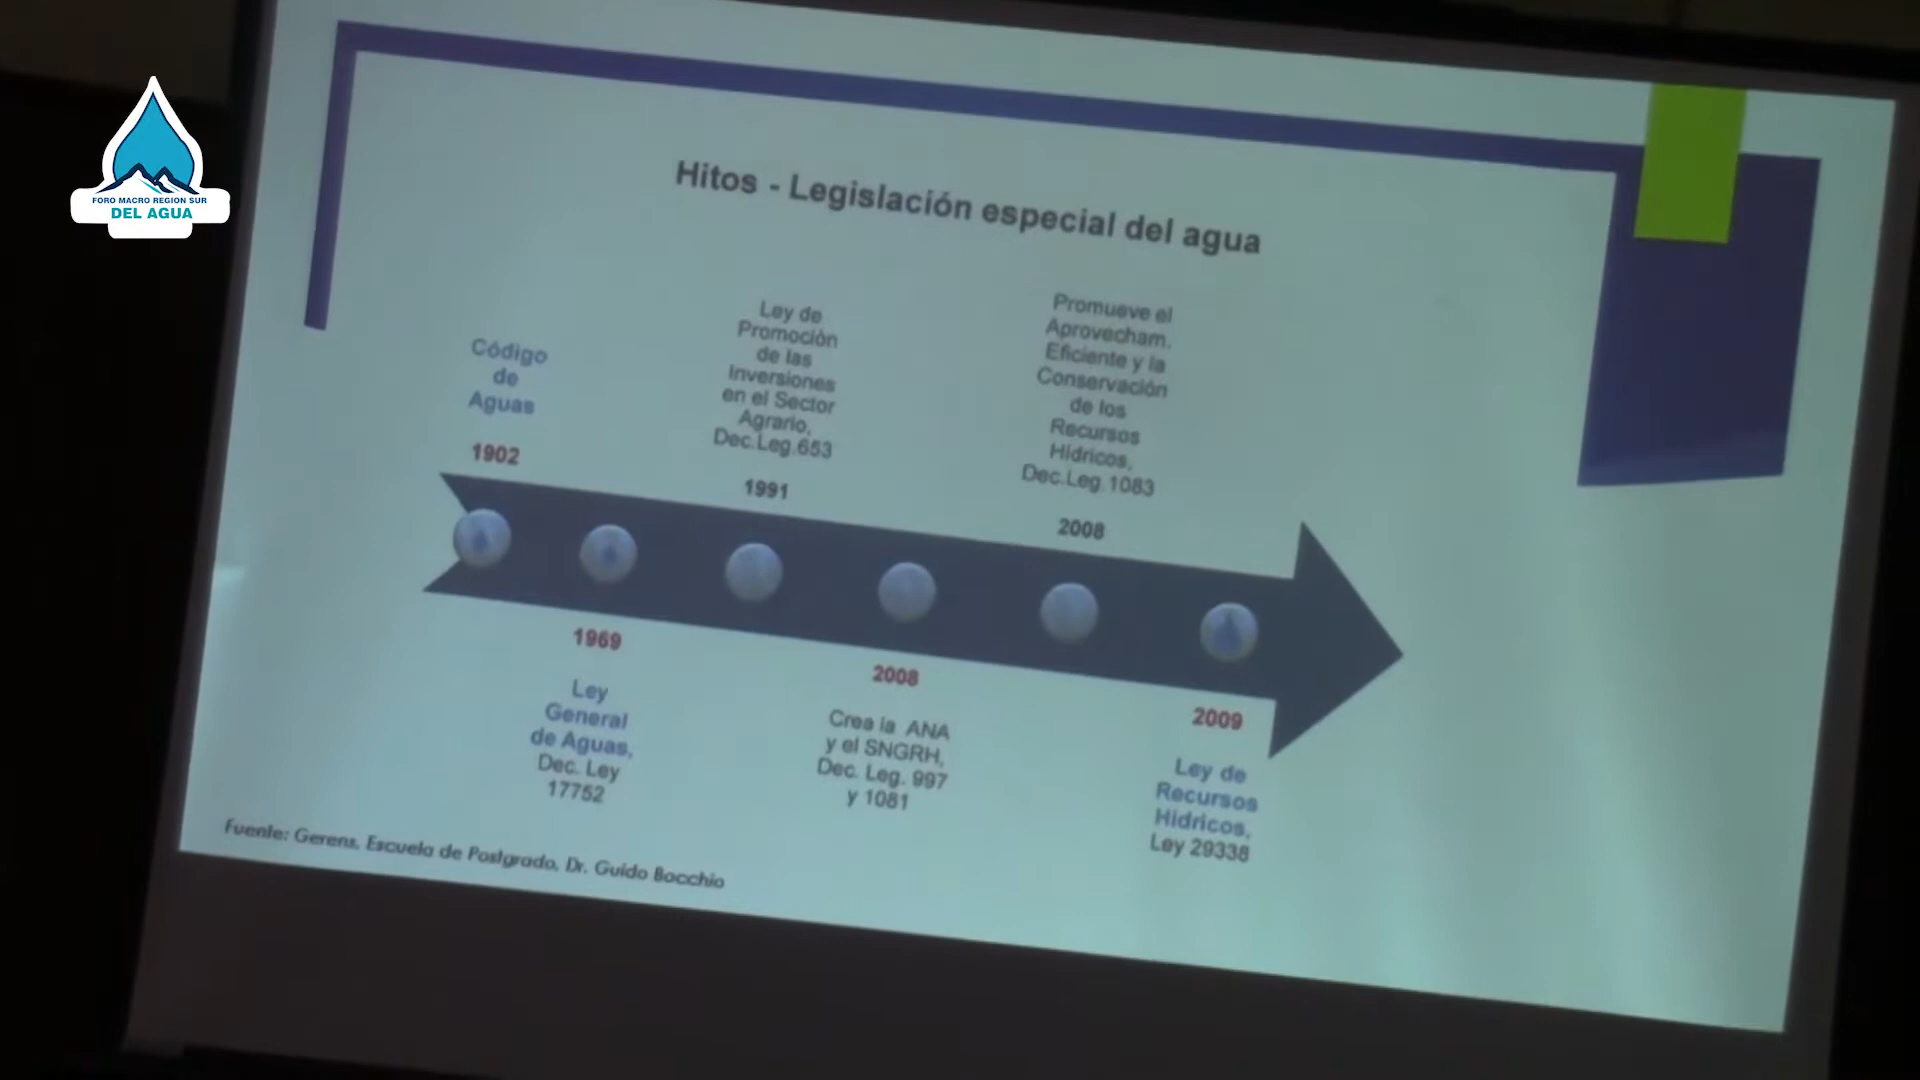 FORO MACRO REGION SUR
DEL AGUA
Hitos - Legislación especial del agua
Código
de
Aguas
1902
Ley de
Promoción
de las
Inversiones
en el Sector
Agrario,
Dec.Leg.653
1991
Promueve el
Aprovecham.
Eficiente y la
Conservación
de los
Recursos
Hídricos,
Dec.Leg.1083
2008
1969
Ley
General
de Aguas,
Dec. Ley
17752
2008
Crea la ANA
y el SNGRH,
Dec. Leg. 997
y 1081
2009
Ley de
Recursos
Hídricos,
Ley 29338
Fuente: Gerens, Escuela de Postgrado, Dr. Guido Bocchio